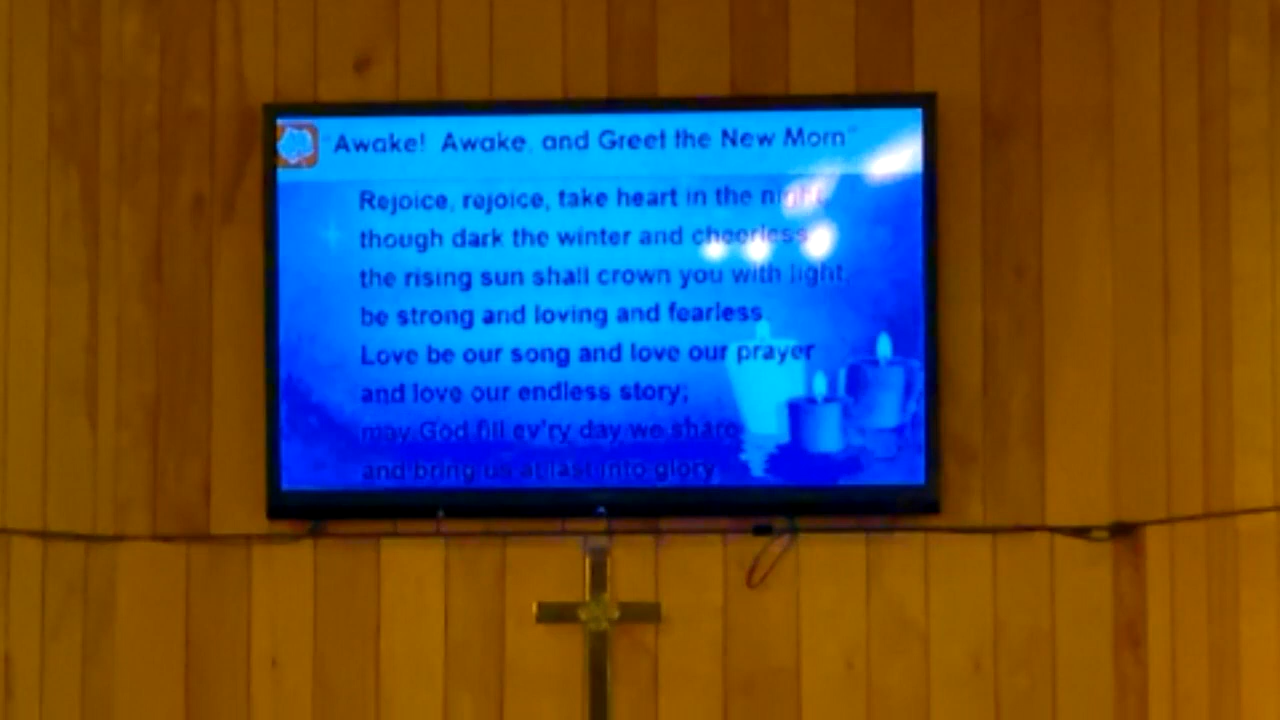 "Awake! Awake, and Greet the New Morn"
Rejoice, rejoice, take heart in the night
though dark the winter and cheerless
the rising sun shall crown you with light,
be strong and loving and fearless
Love be our song and love our prayer
and love our endless story;
may God fill ev'ry day we share
and bring us at last into glory